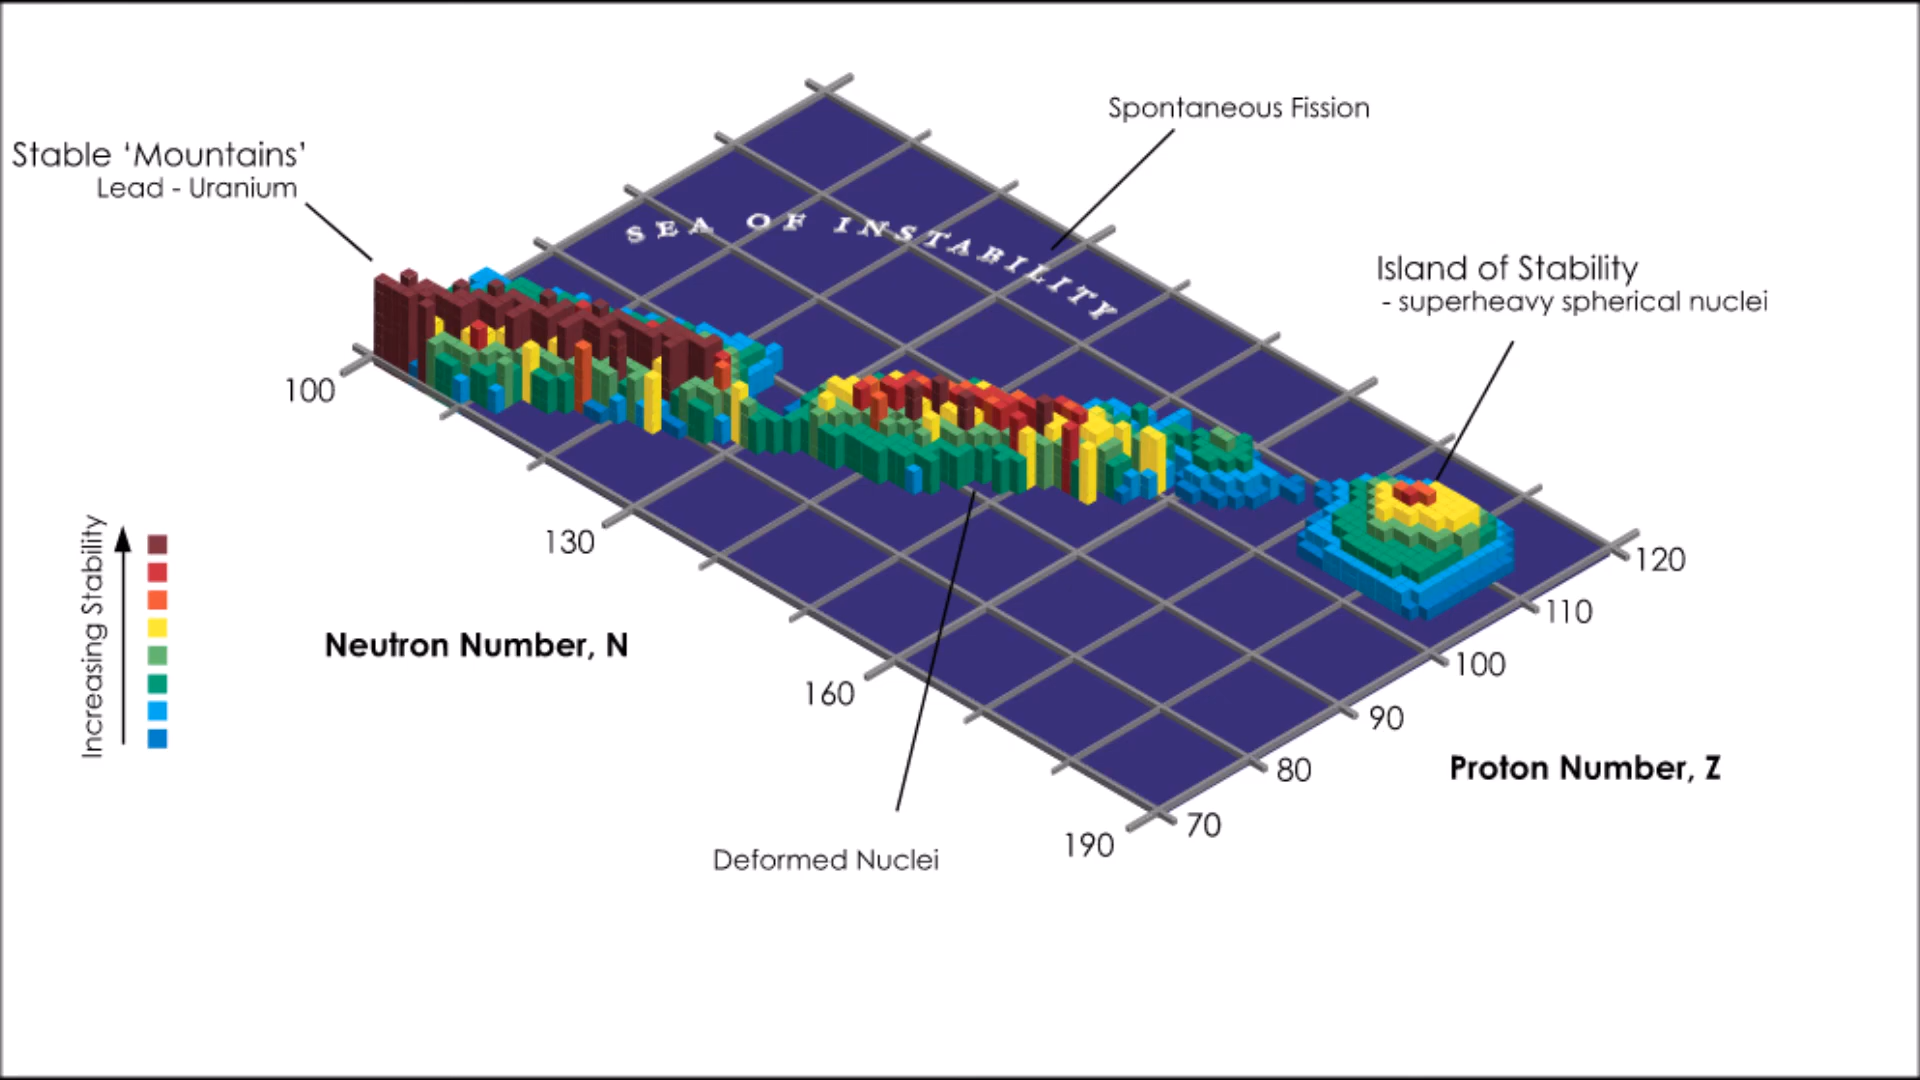 Spontaneous Fission
Stable ‘Mountains’
Lead - Uranium
SEA OF INSTABILITY
Island of Stability
- superheavy spherical nuclei
100
130
160
190
Increasing Stability
Neutron Number, N
120
110
100
90
80
70
Proton Number, Z
Deformed Nuclei